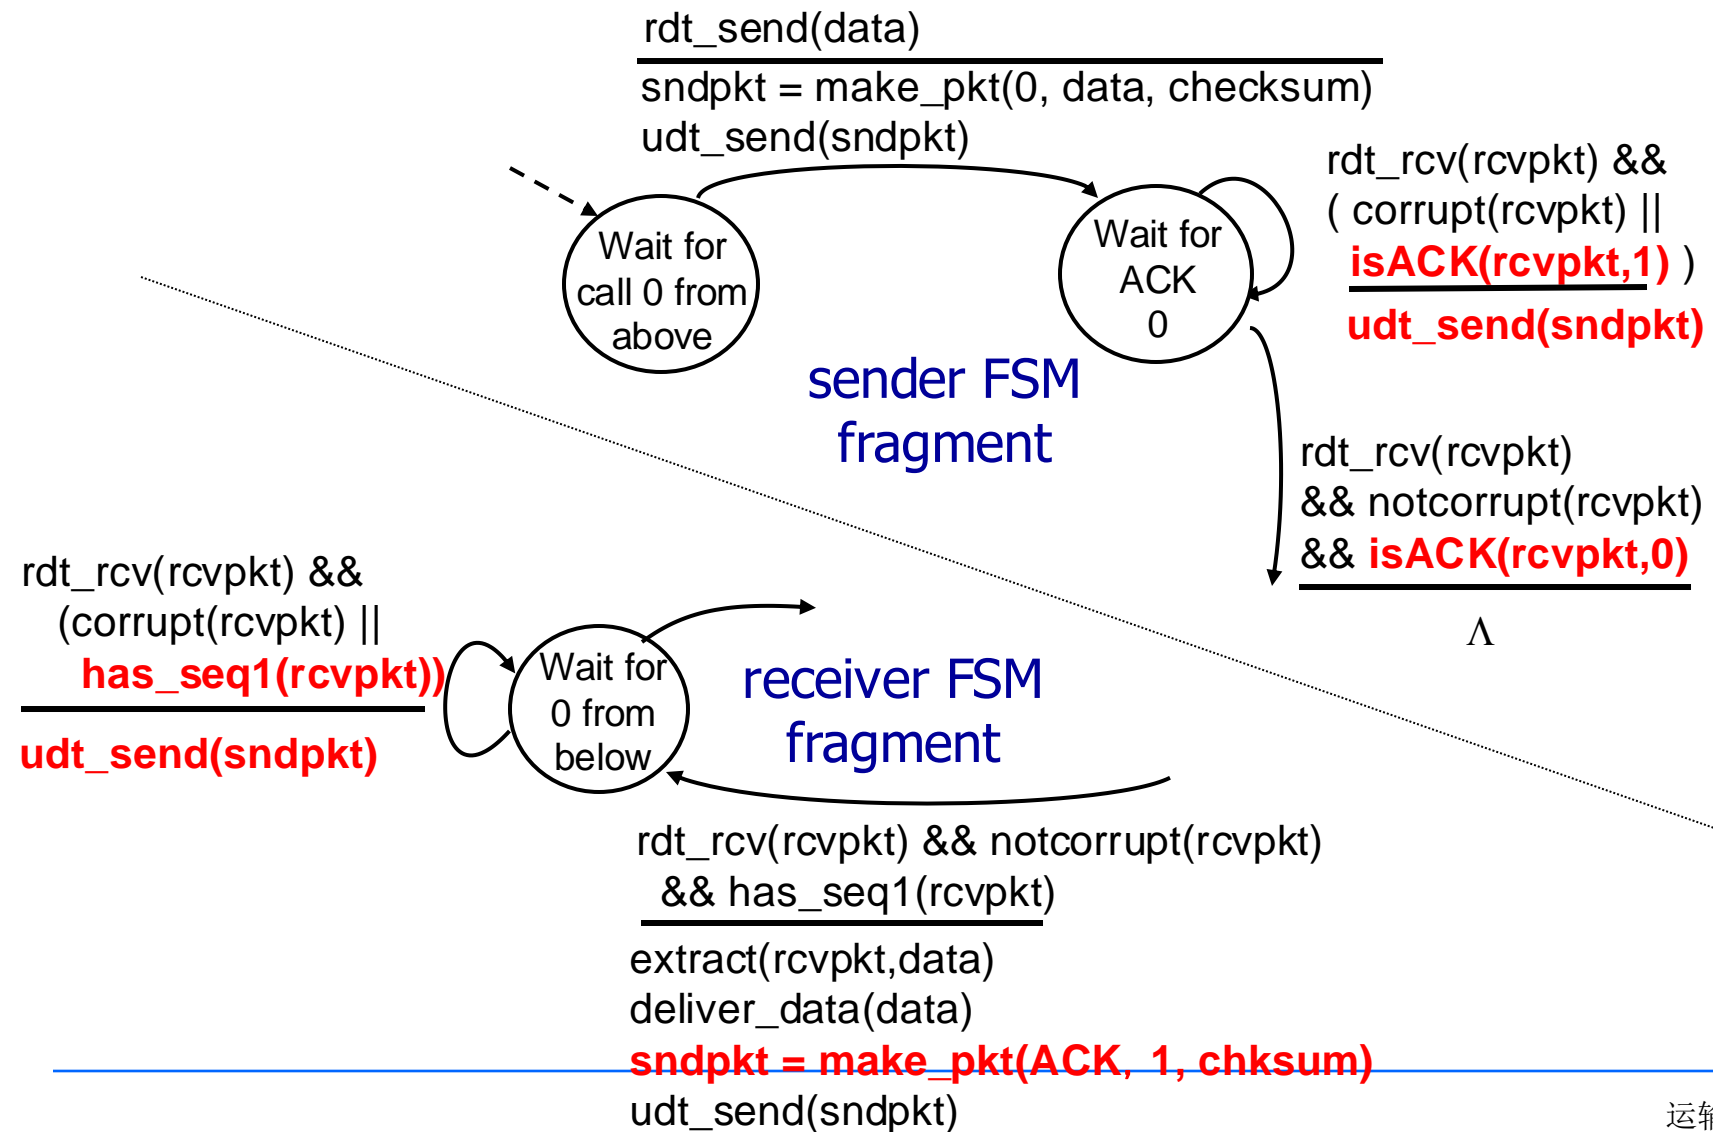 rdt_send(data)
sndpkt = make_pkt(0, data, checksum)
udt_send(sndpkt)
Wait for
call 0 from
above
Wait for
ACK
0
rdt_rcv(rcvpkt) &&
( corrupt(rcvpkt) ||
isACK(rcvpkt,1) )
udt_send(sndpkt)
sender FSM
fragment
rdt_rcv(rcvpkt)
&& notcorrupt(rcvpkt)
&& isACK(rcvpkt,0)
Λ
rdt_rcv(rcvpkt) &&
(corrupt(rcvpkt) ||
has_seq1(rcvpkt))
udt_send(sndpkt)
Wait for
0 from
below
receiver FSM
fragment
rdt_rcv(rcvpkt) && notcorrupt(rcvpkt)
&& has_seq1(rcvpkt)
extract(rcvpkt,data)
deliver_data(data)
sndpkt = make_pkt(ACK, 1, chksum)
udt_send(sndpkt)
运输